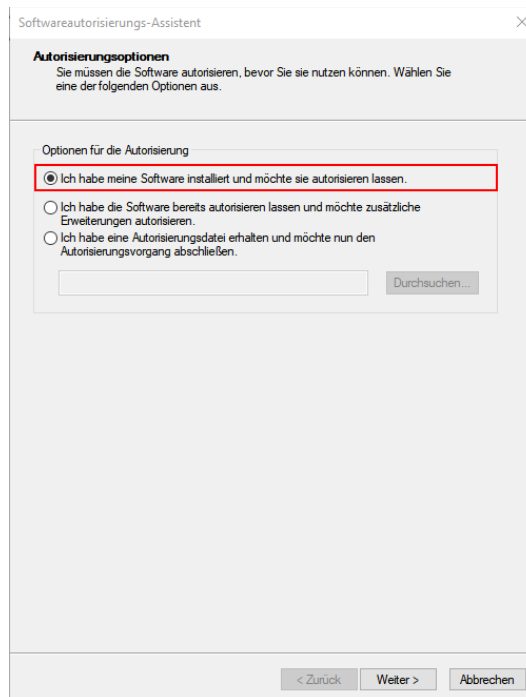 Softwareautorisierungs-Assistent
Autorisierungsoptionen
Sie müssen die Software autorisieren, bevor Sie sie nutzen können. Wählen Sie
eine der folgenden Optionen aus.
Optionen für die Autorisierung
Ich habe meine Software installiert und möchte sie autorisieren lassen.
Ich habe die Software bereits autorisieren lassen und möchte zusätzliche
Erweiterungen autorisieren.
Ich habe eine Autorisierungsdatei erhalten und möchte nun den
Autorisierungsvorgang abschließen.
Durchsuchen...
< Zurück Weiter > Abbrechen